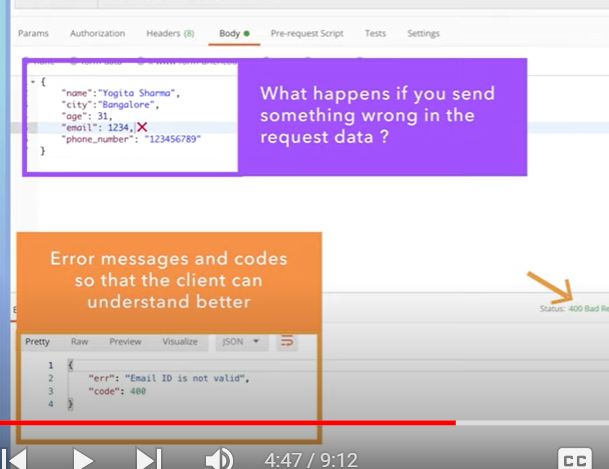 Params Authorization Headers (8) Body Pre-request Script Tests Settings
{
"name":"Yogita Sharma",
"city":"Bangalore",
"age": 31,
"email": 1234,
"phone_number": "123456789"
}
What happens if you send
something wrong in the
request data ?
Error messages and codes
so that the client can
understand better
Status: 400 Bad Re
Pretty Raw Preview Visualize JSON
1 {
2 "err": "Email ID is not valid",
3 "code": 400
4 }
4:47 / 9:12
CC